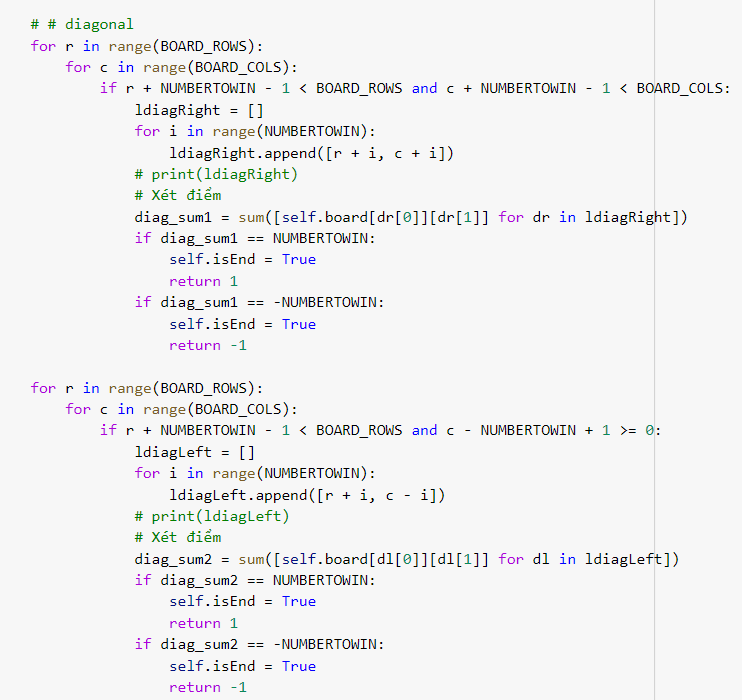 # # diagonal
for r in range(BOARD_ROWS):
    for c in range(BOARD_COLS):
        if r + NUMBERTOWIN - 1 < BOARD_ROWS and c + NUMBERTOWIN - 1 < BOARD_COLS:
            ldiagRight = []
            for i in range(NUMBERTOWIN):
                ldiagRight.append([r + i, c + i])
            # print(ldiagRight)
            # Xét điểm
            diag_sum1 = sum([self.board[dr[0]][dr[1]] for dr in ldiagRight])
            if diag_sum1 == NUMBERTOWIN:
                self.isEnd = True
                return 1
            if diag_sum1 == -NUMBERTOWIN:
                self.isEnd = True
                return -1

for r in range(BOARD_ROWS):
    for c in range(BOARD_COLS):
        if r + NUMBERTOWIN - 1 < BOARD_ROWS and c - NUMBERTOWIN + 1 >= 0:
            ldiagLeft = []
            for i in range(NUMBERTOWIN):
                ldiagLeft.append([r + i, c - i])
            # print(ldiagLeft)
            # Xét điểm
            diag_sum2 = sum([self.board[dl[0]][dl[1]] for dl in ldiagLeft])
            if diag_sum2 == NUMBERTOWIN:
                self.isEnd = True
                return 1
            if diag_sum2 == -NUMBERTOWIN:
                self.isEnd = True
                return -1